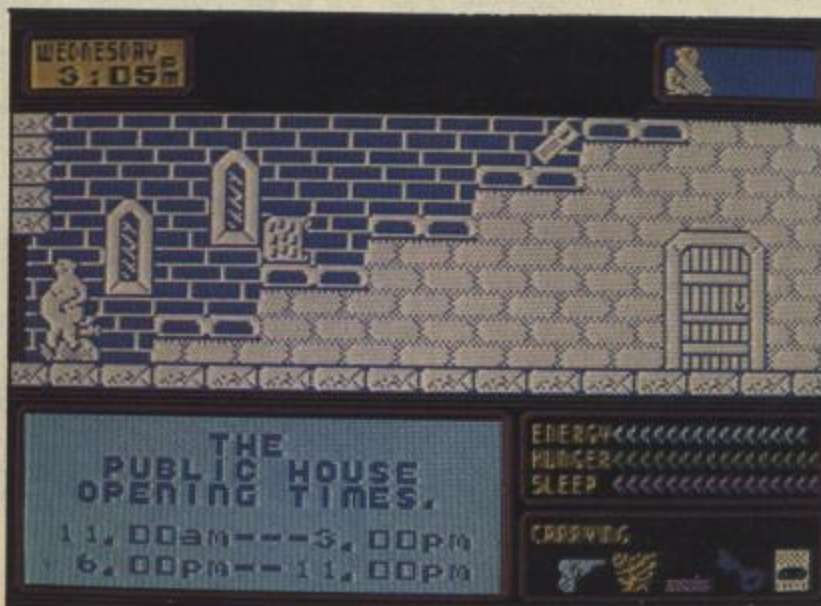 WEDNESDAY
3:05pm
THE
PUBLIC HOUSE
OPENING TIMES.
11.00am---3.00pm
6.00pm--11.00pm
ENERGY
HUNGER
SLEEP
CARRYING